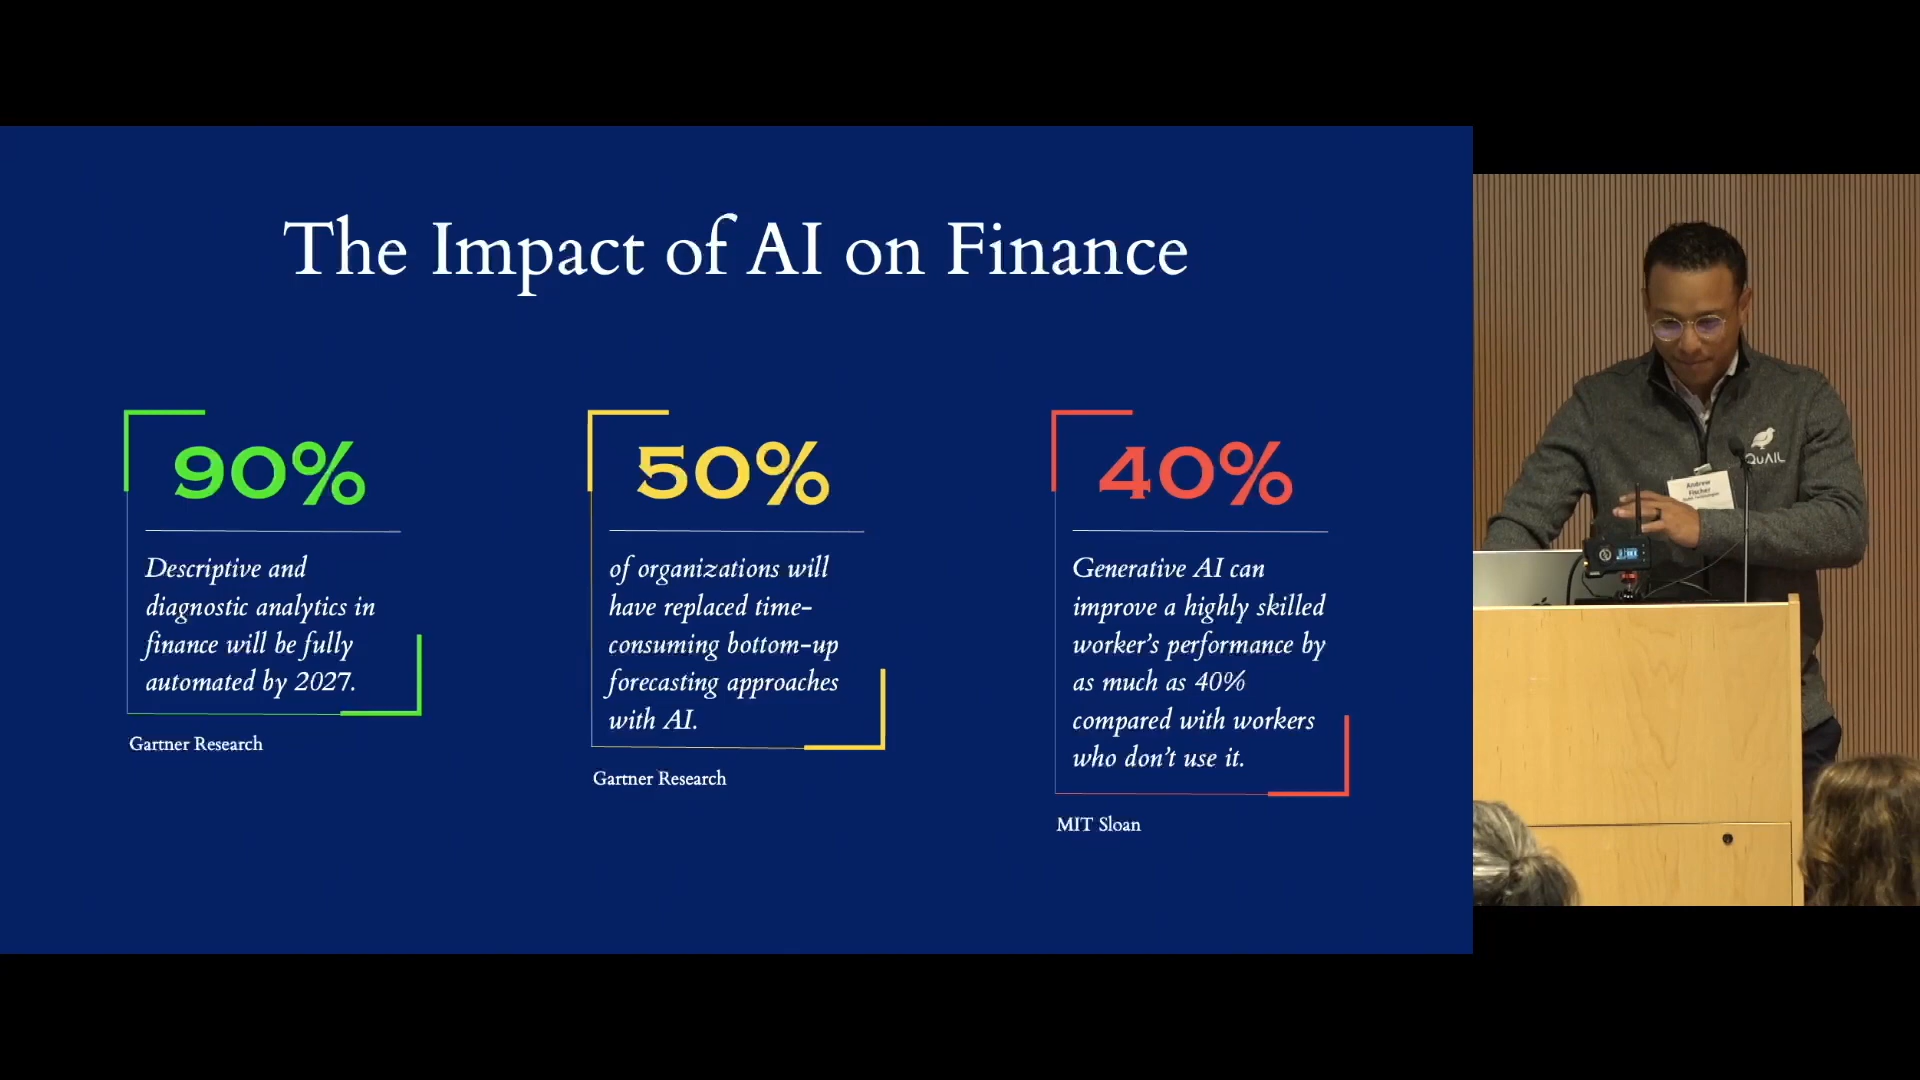 The Impact of AI on Finance
90%
Descriptive and
diagnostic analytics in
finance will be fully
automated by 2027.
Gartner Research
50%
of organizations will
have replaced time-
consuming bottom-up
forecasting approaches
with AI.
Gartner Research
40%
Generative AI can
improve a highly skilled
worker's performance by
as much as 40%
compared with workers
who don't use it.
MIT Sloan
QUAIL
Andrew
Fischer